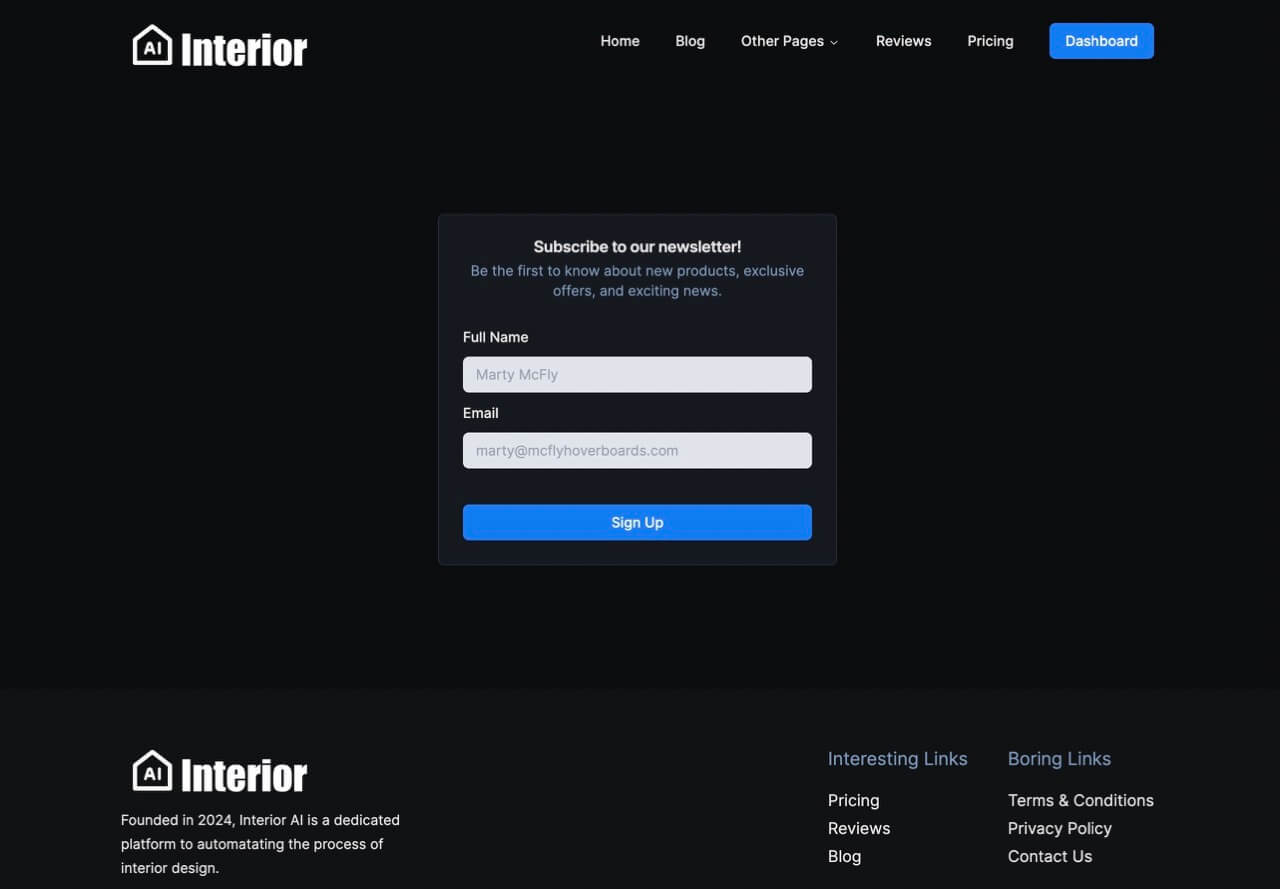 AI Interior
Home Blog Other Pages Reviews Pricing Dashboard
Subscribe to our newsletter!
Be the first to know about new products, exclusive
offers, and exciting news.
Full Name
Marty McFly
Email
marty@mcflyhoverboards.com
Sign Up
AI Interior
Founded in 2024, Interior AI is a dedicated
platform to automatating the process of
interior design.
Interesting Links
Pricing
Reviews
Blog
Boring Links
Terms & Conditions
Privacy Policy
Contact Us